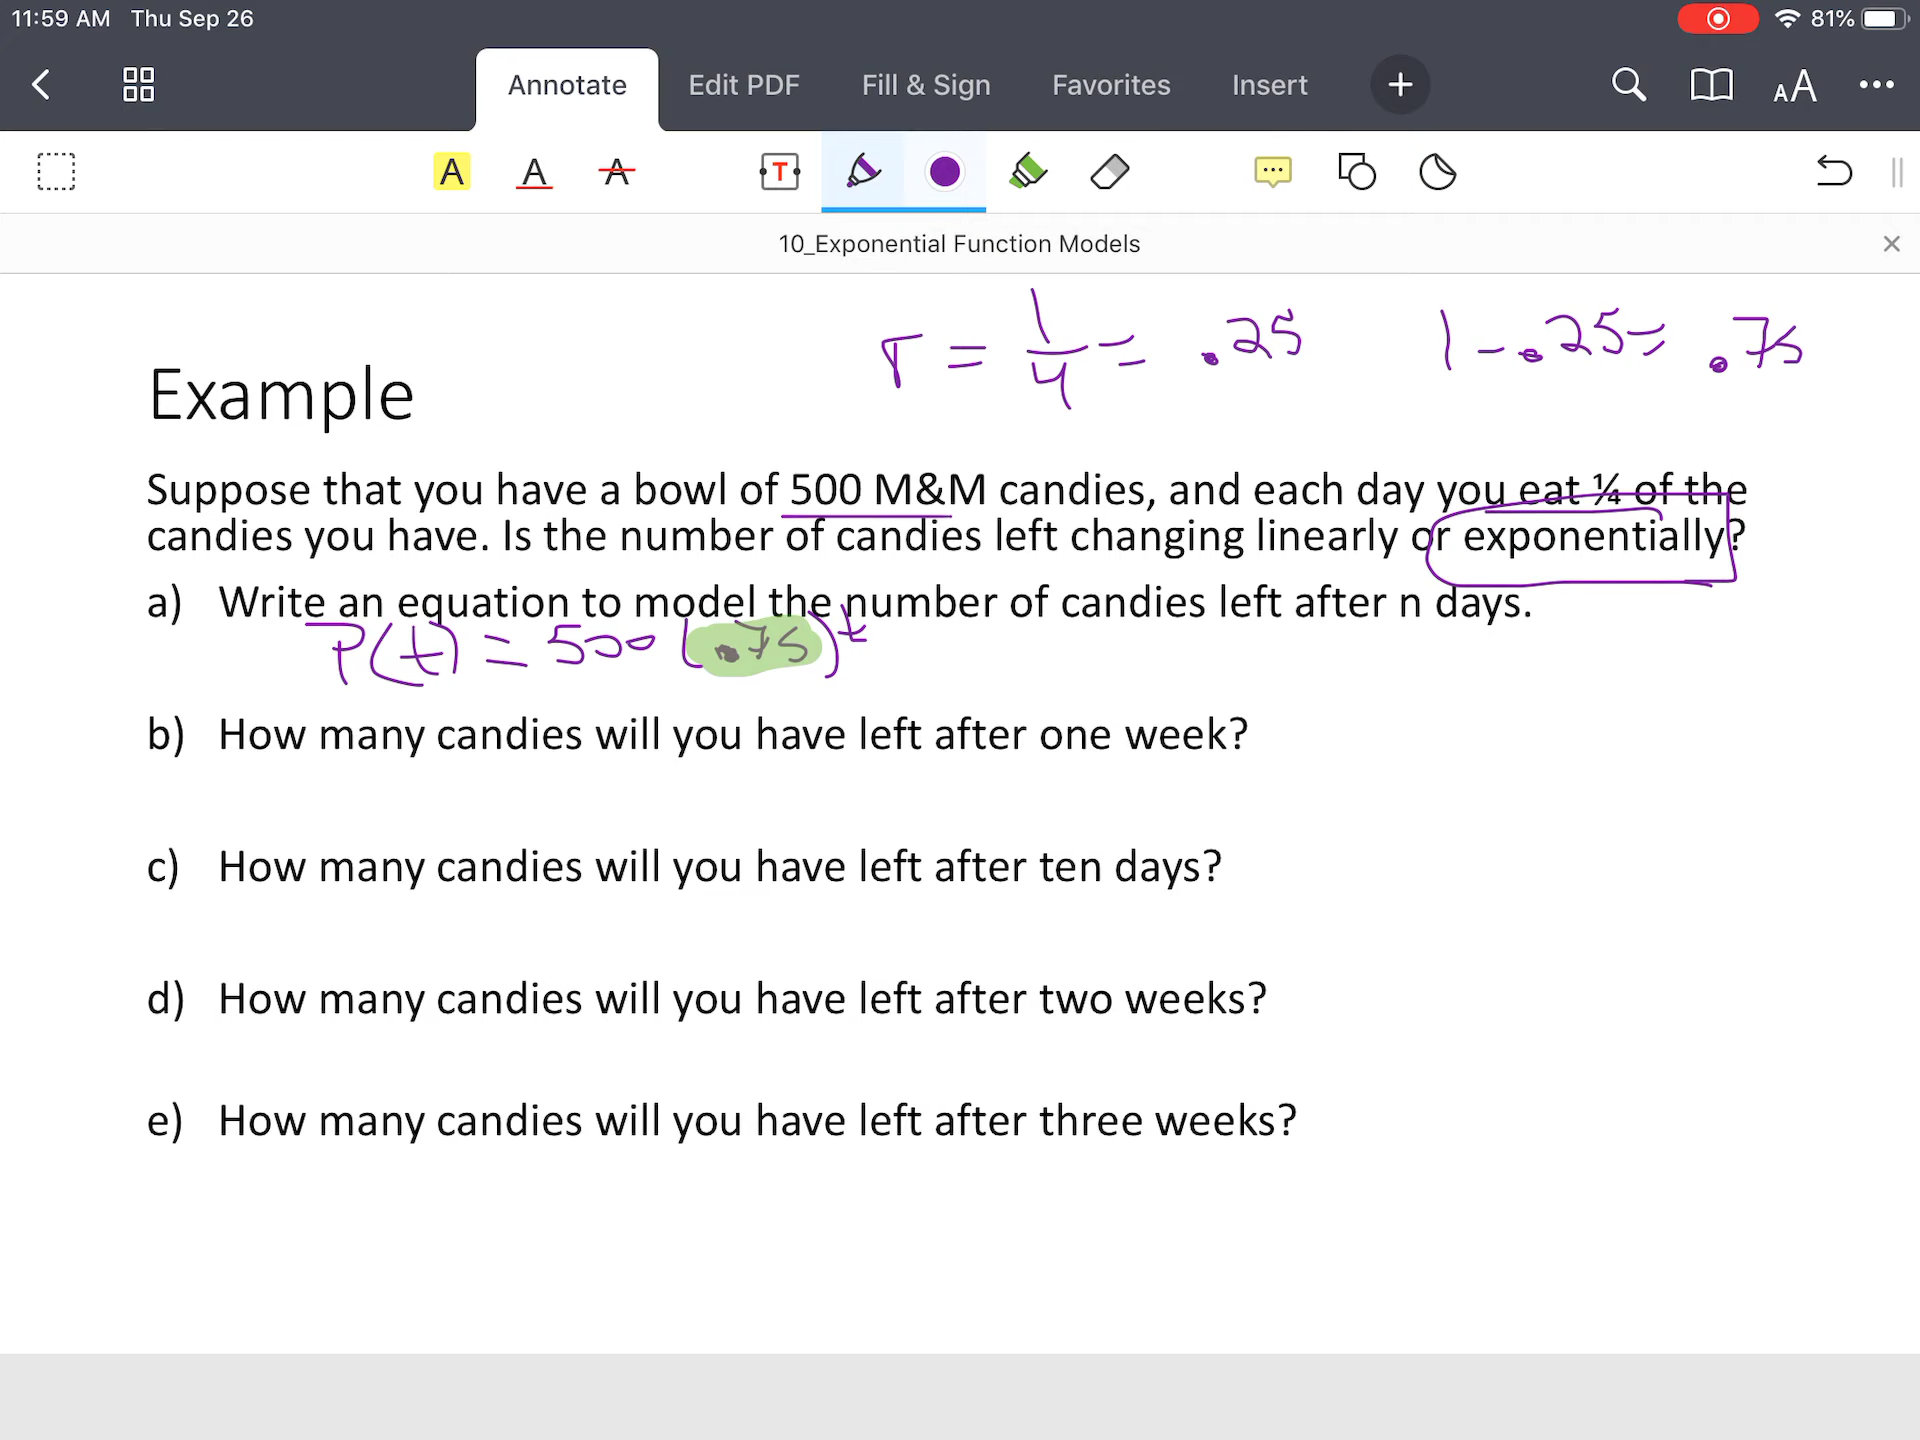 11:59 AM Thu Sep 26 81%
Annotate Edit PDF Fill & Sign Favorites Insert + AA
A A A T
10_Exponential Function Models
r = 1/4 = .25 1 - .25 = .75
Example
Suppose that you have a bowl of 500 M&M candies, and each day you eat ¼ of the
candies you have. Is the number of candies left changing linearly or exponentially?
a) Write an equation to model the number of candies left after n days.
P(t) = 500 (.75)^t
b) How many candies will you have left after one week?
c) How many candies will you have left after ten days?
d) How many candies will you have left after two weeks?
e) How many candies will you have left after three weeks?